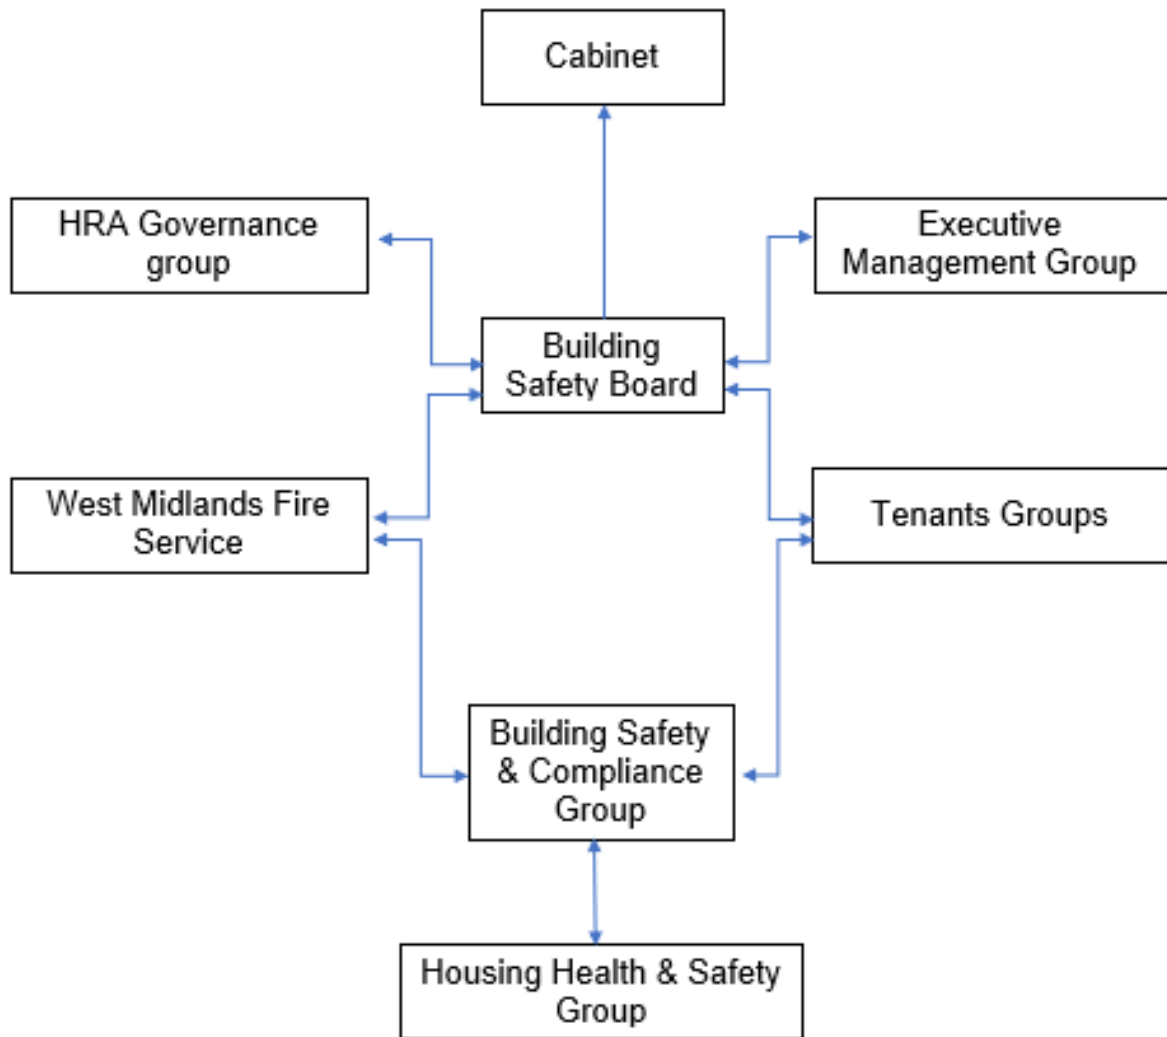 Cabinet
HRA Governance
group
Executive
Management Group
Building
Safety Board
West Midlands Fire
Service
Tenants Groups
Building Safety
& Compliance
Group
Housing Health & Safety
Group